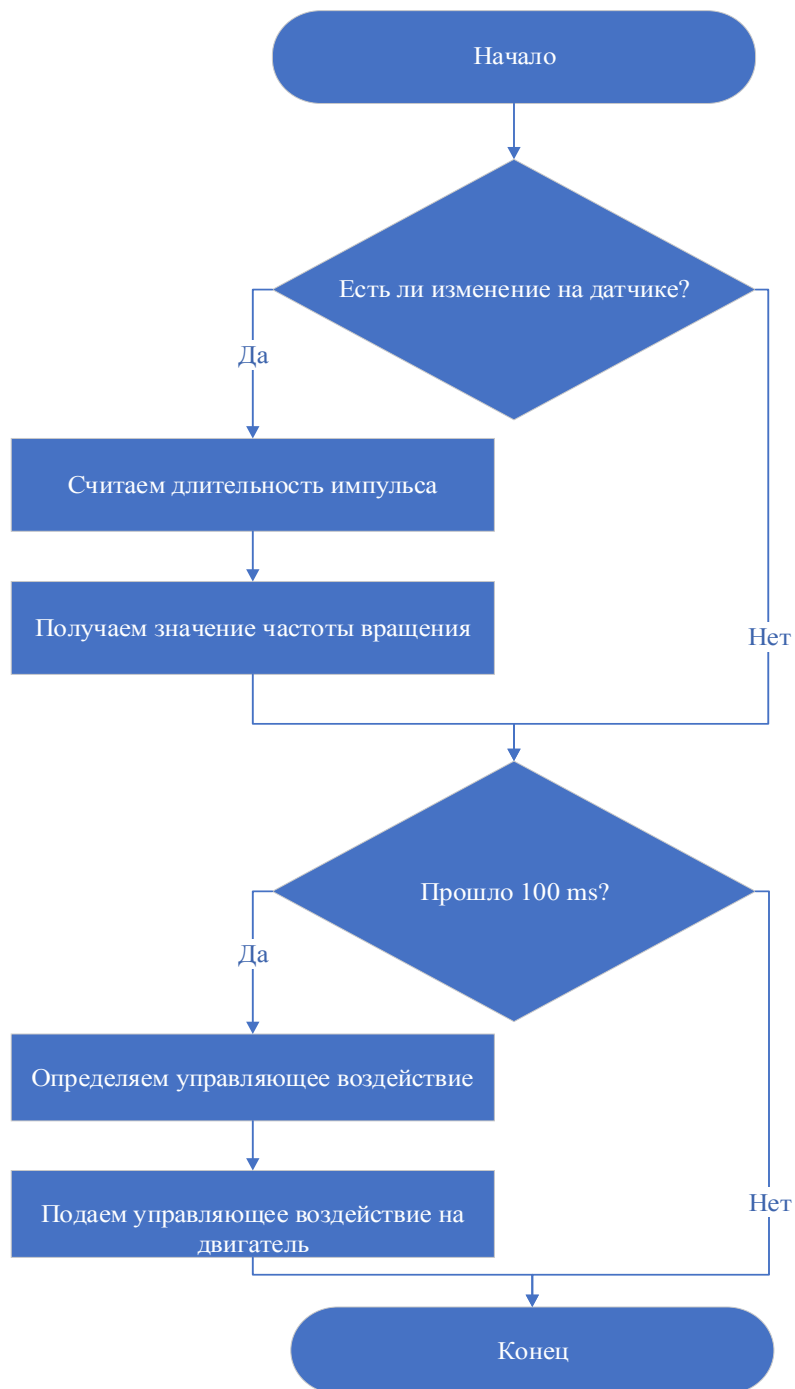 Начало
Есть ли изменение на датчике?
Да
Считаем длительность импульса
Получаем значение частоты вращения
Нет
Прошло 100 ms?
Да
Определяем управляющее воздействие
Подаем управляющее воздействие на
двигатель
Нет
Конец